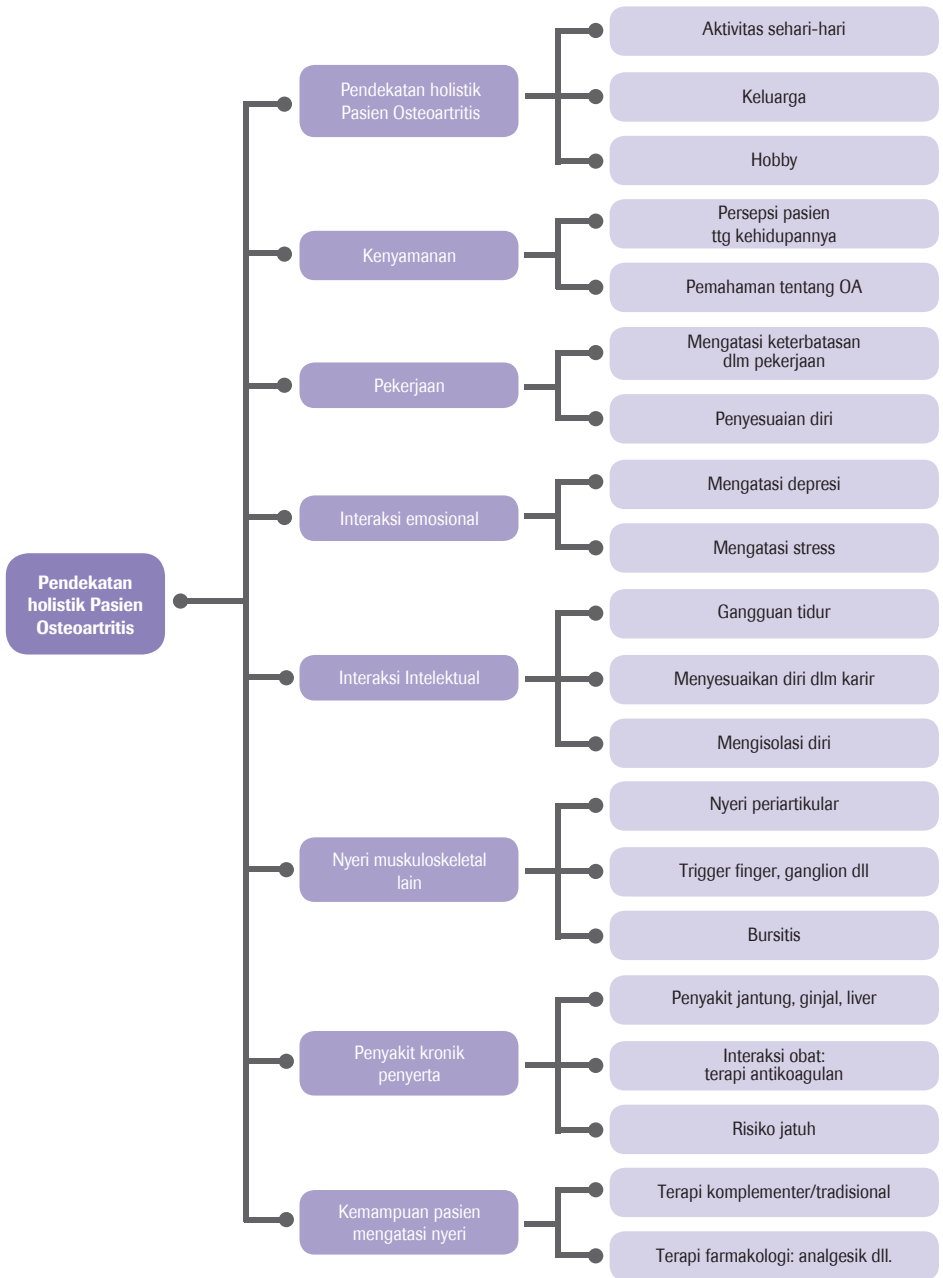 Pendekatan
holistik Pasien
Osteoartritis
Pendekatan holistik
Pasien Osteoartritis
Aktivitas sehari-hari
Keluarga
Hobby
Kenyamanan
Persepsi pasien
ttg kehidupannya
Pemahaman tentang OA
Pekerjaan
Mengatasi keterbatasan
dlm pekerjaan
Penyesuaian diri
Interaksi emosional
Mengatasi depresi
Mengatasi stress
Interaksi Intelektual
Gangguan tidur
Menyesuaikan diri dlm karir
Mengisolasi diri
Nyeri muskuloskeletal
lain
Nyeri periartikular
Trigger finger, ganglion dll
Bursitis
Penyakit kronik
penyerta
Penyakit jantung, ginjal, liver
Interaksi obat:
terapi antikoagulan
Risiko jatuh
Kemampuan pasien
mengatasi nyeri
Terapi komplementer/tradisional
Terapi farmakologi: analgesik dll.